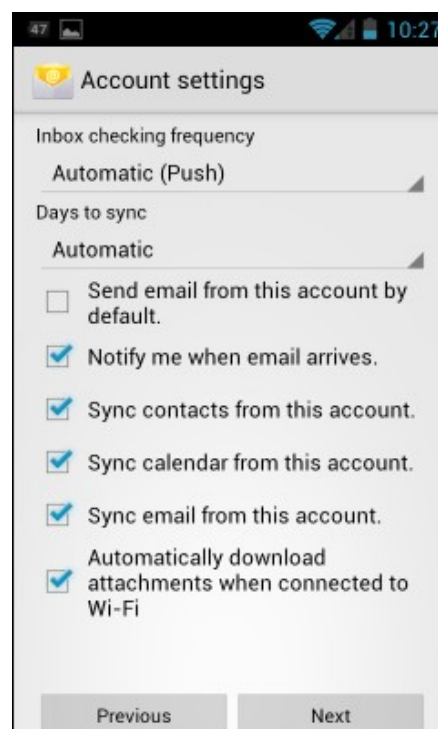 47 10:27
Account settings
Inbox checking frequency
Automatic (Push)
Days to sync
Automatic
Send email from this account by
default.
Notify me when email arrives.
Sync contacts from this account.
Sync calendar from this account.
Sync email from this account.
Automatically download
attachments when connected to
Wi-Fi
Previous Next